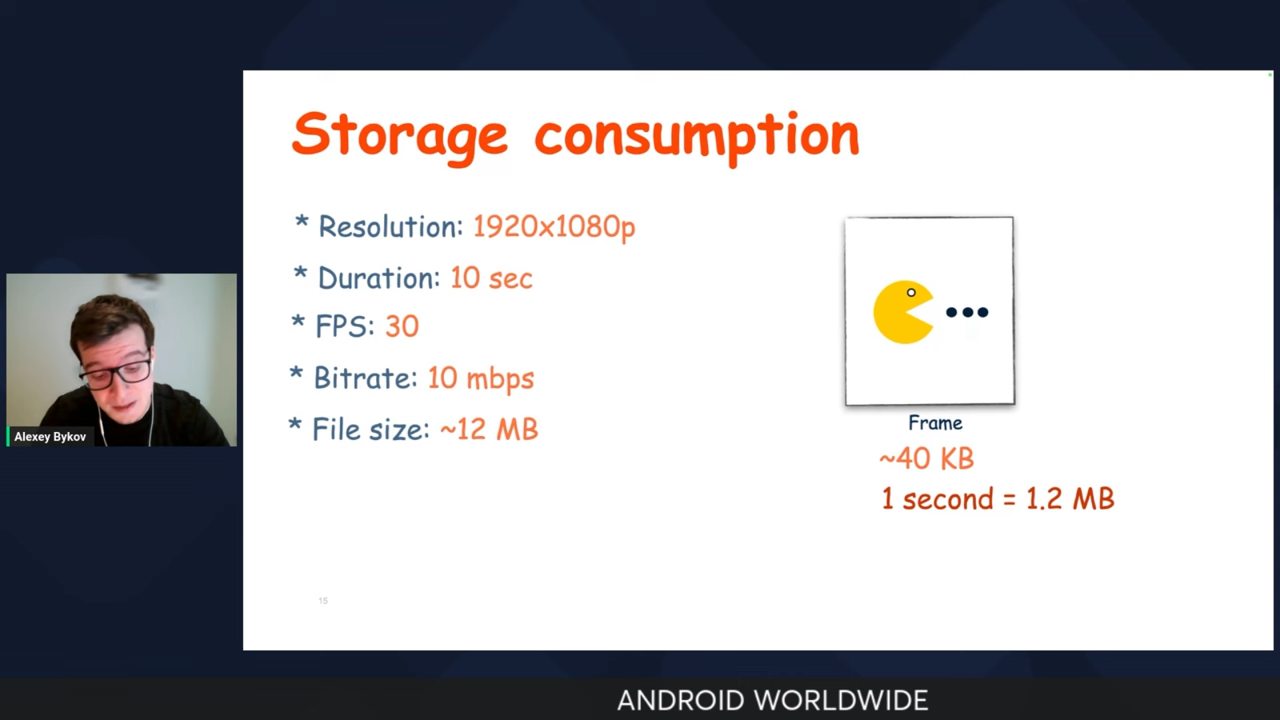 Storage consumption
* Resolution: 1920x1080p
* Duration: 10 sec
* FPS: 30
* Bitrate: 10 mbps
* File size: ~12 MB
Frame
~40 KB
1 second = 1.2 MB
15
Alexey Bykov
ANDROID WORLDWIDE